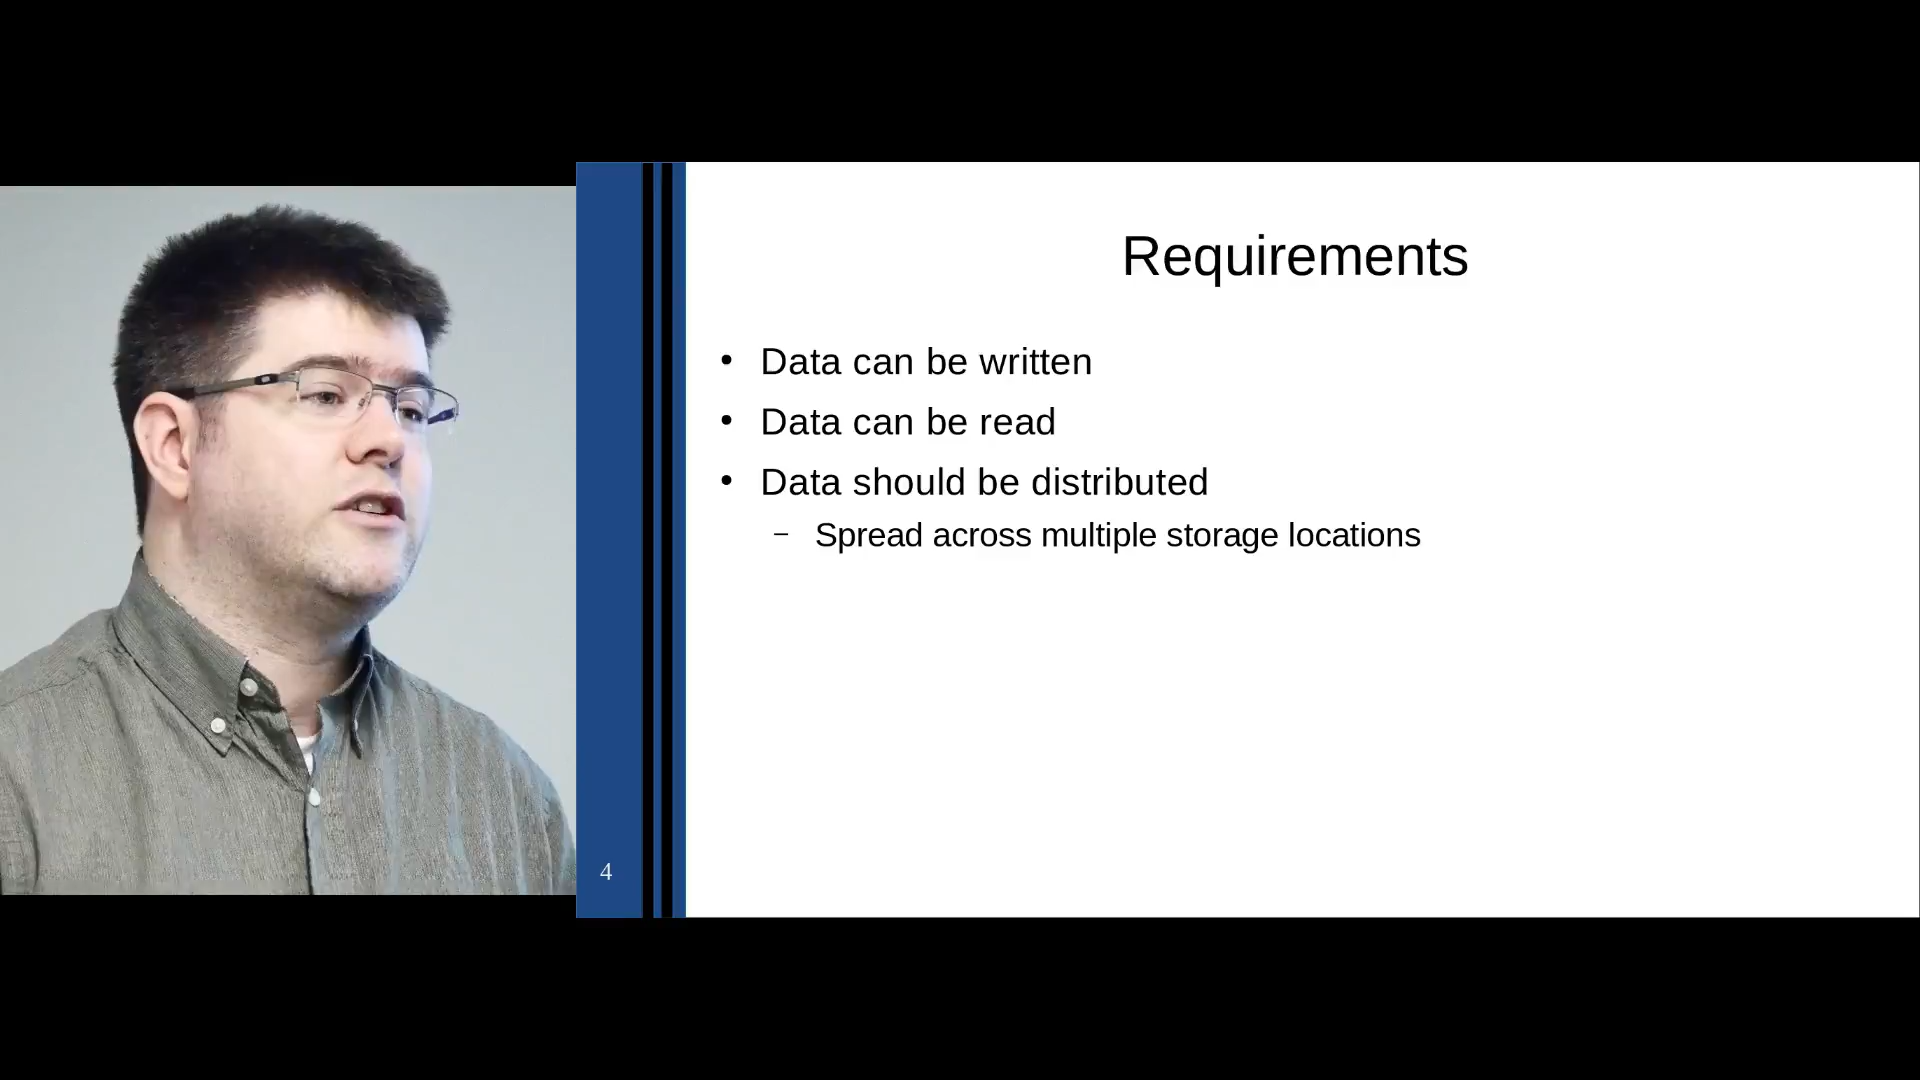 Requirements
• Data can be written
• Data can be read
• Data should be distributed
– Spread across multiple storage locations
4